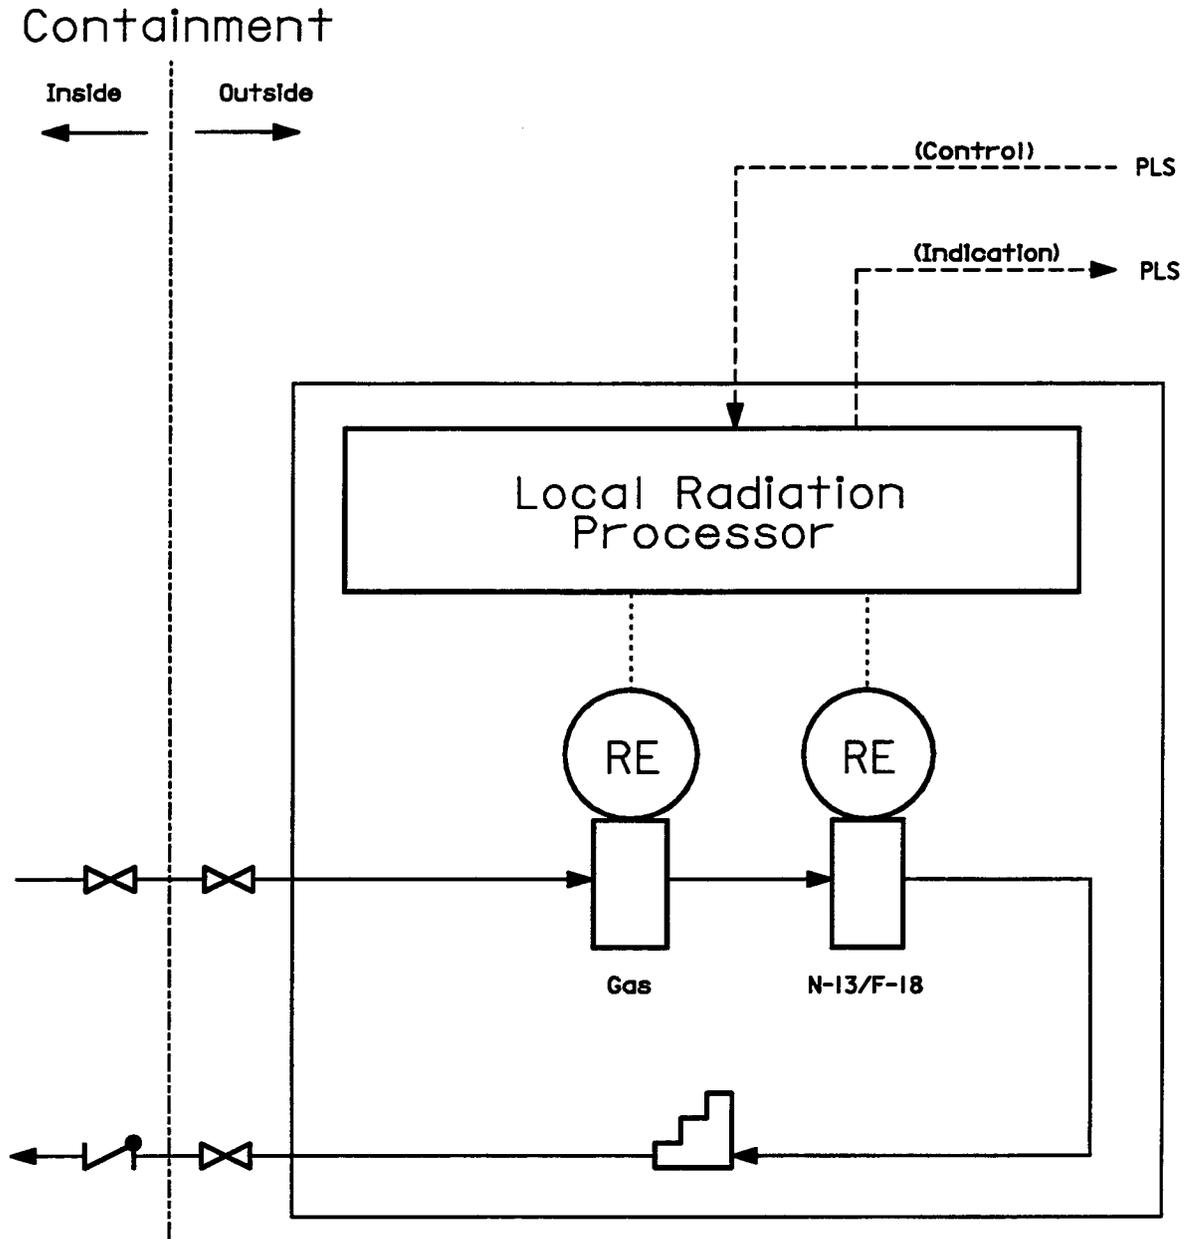 Containment
Inside
Outside
(Control)
PLS
(Indication)
PLS
Local Radiation
Processor
RE
RE
Gas
N-13/F-18